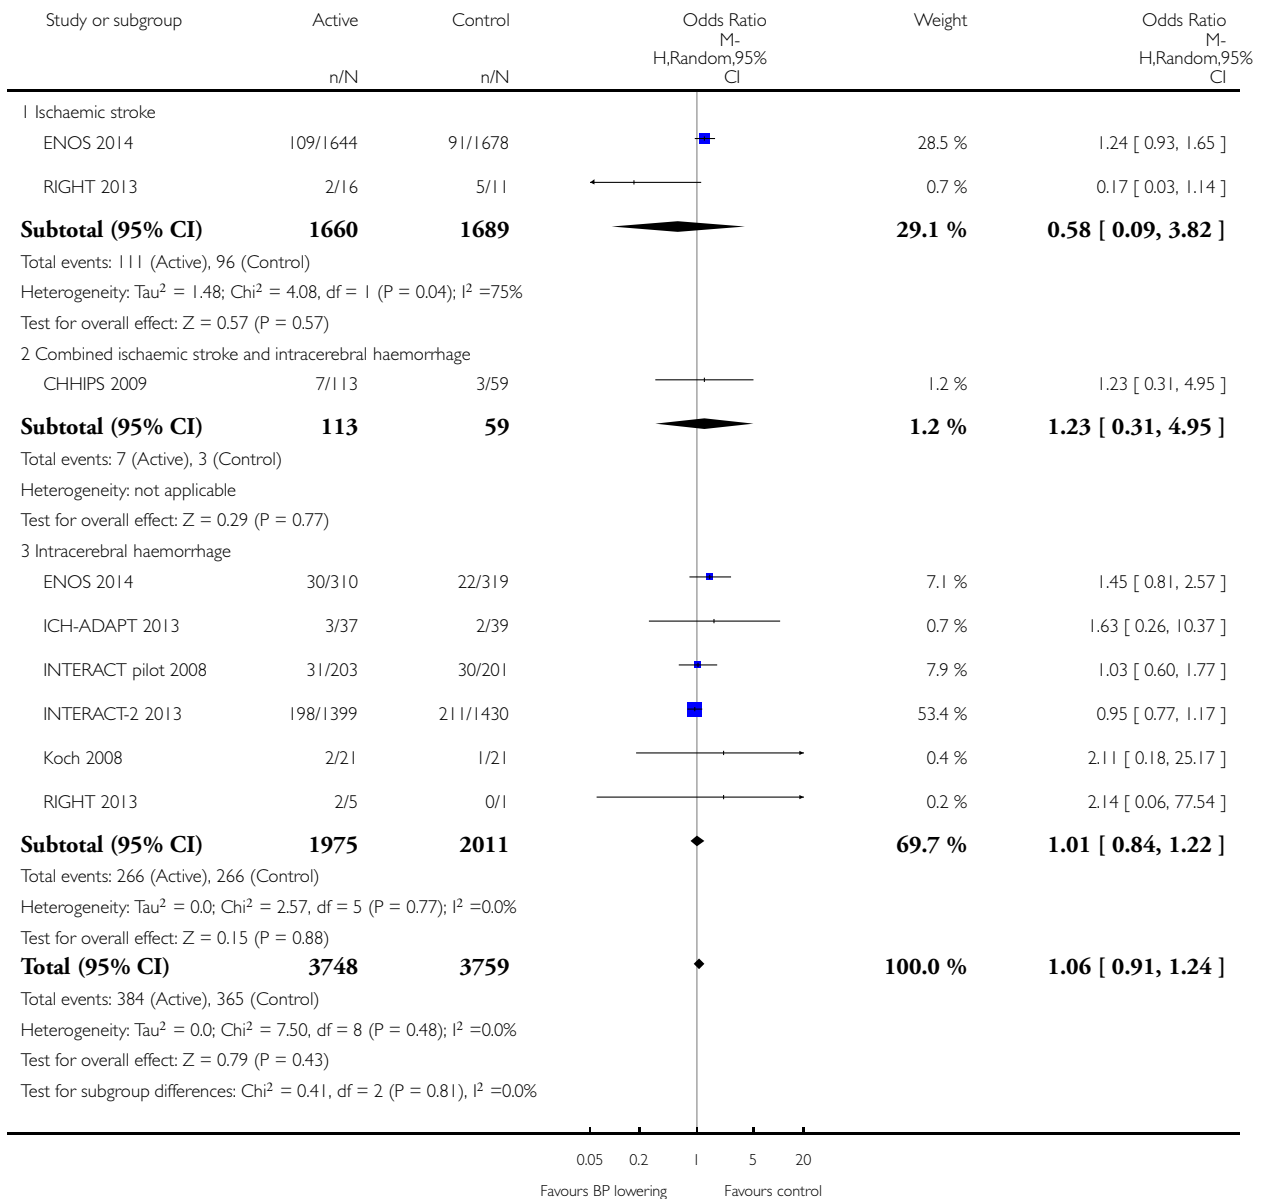 Study or subgroup Active Control Odds Ratio Weight Odds Ratio
M- M-
H,Random,95% H,Random,95%
n/N n/N CI CI
1 Ischaemic stroke
ENOS 2014 109/1644 91/1678 28.5 % 1.24 [ 0.93, 1.65 ]
RIGHT 2013 2/16 5/11 0.7 % 0.17 [ 0.03, 1.14 ]
Subtotal (95% CI) 1660 1689 29.1 % 0.58 [ 0.09, 3.82 ]
Total events: 111 (Active), 96 (Control)
Heterogeneity: Tau² = 1.48; Chi² = 4.08, df = 1 (P = 0.04); I² =75%
Test for overall effect: Z = 0.57 (P = 0.57)
2 Combined ischaemic stroke and intracerebral haemorrhage
CHHIPS 2009 7/113 3/59 1.2 % 1.23 [ 0.31, 4.95 ]
Subtotal (95% CI) 113 59 1.2 % 1.23 [ 0.31, 4.95 ]
Total events: 7 (Active), 3 (Control)
Heterogeneity: not applicable
Test for overall effect: Z = 0.29 (P = 0.77)
3 Intracerebral haemorrhage
ENOS 2014 30/310 22/319 7.1 % 1.45 [ 0.81, 2.57 ]
ICH-ADAPT 2013 3/37 2/39 0.7 % 1.63 [ 0.26, 10.37 ]
INTERACT pilot 2008 31/203 30/201 7.9 % 1.03 [ 0.60, 1.77 ]
INTERACT-2 2013 198/1399 211/1430 53.4 % 0.95 [ 0.77, 1.17 ]
Koch 2008 2/21 1/21 0.4 % 2.11 [ 0.18, 25.17 ]
RIGHT 2013 2/5 0/1 0.2 % 2.14 [ 0.06, 77.54 ]
Subtotal (95% CI) 1975 2011 69.7 % 1.01 [ 0.84, 1.22 ]
Total events: 266 (Active), 266 (Control)
Heterogeneity: Tau² = 0.0; Chi² = 2.57, df = 5 (P = 0.77); I² =0.0%
Test for overall effect: Z = 0.15 (P = 0.88)
Total (95% CI) 3748 3759 100.0 % 1.06 [ 0.91, 1.24 ]
Total events: 384 (Active), 365 (Control)
Heterogeneity: Tau² = 0.0; Chi² = 7.50, df = 8 (P = 0.48); I² =0.0%
Test for overall effect: Z = 0.79 (P = 0.43)
Test for subgroup differences: Chi² = 0.41, df = 2 (P = 0.81), I² =0.0%
0.05 0.2 1 5 20
Favours BP lowering Favours control